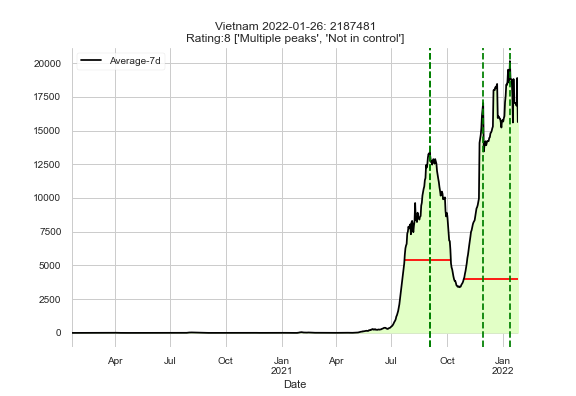 Vietnam 2022-01-26: 2187481
Rating:8 ['Multiple peaks', 'Not in control']
Average-7d
20000
17500
15000
12500
10000
7500
5000
2500
0
Apr
Jul
Oct
Jan
2021
Apr
Jul
Oct
Jan
2022
Date